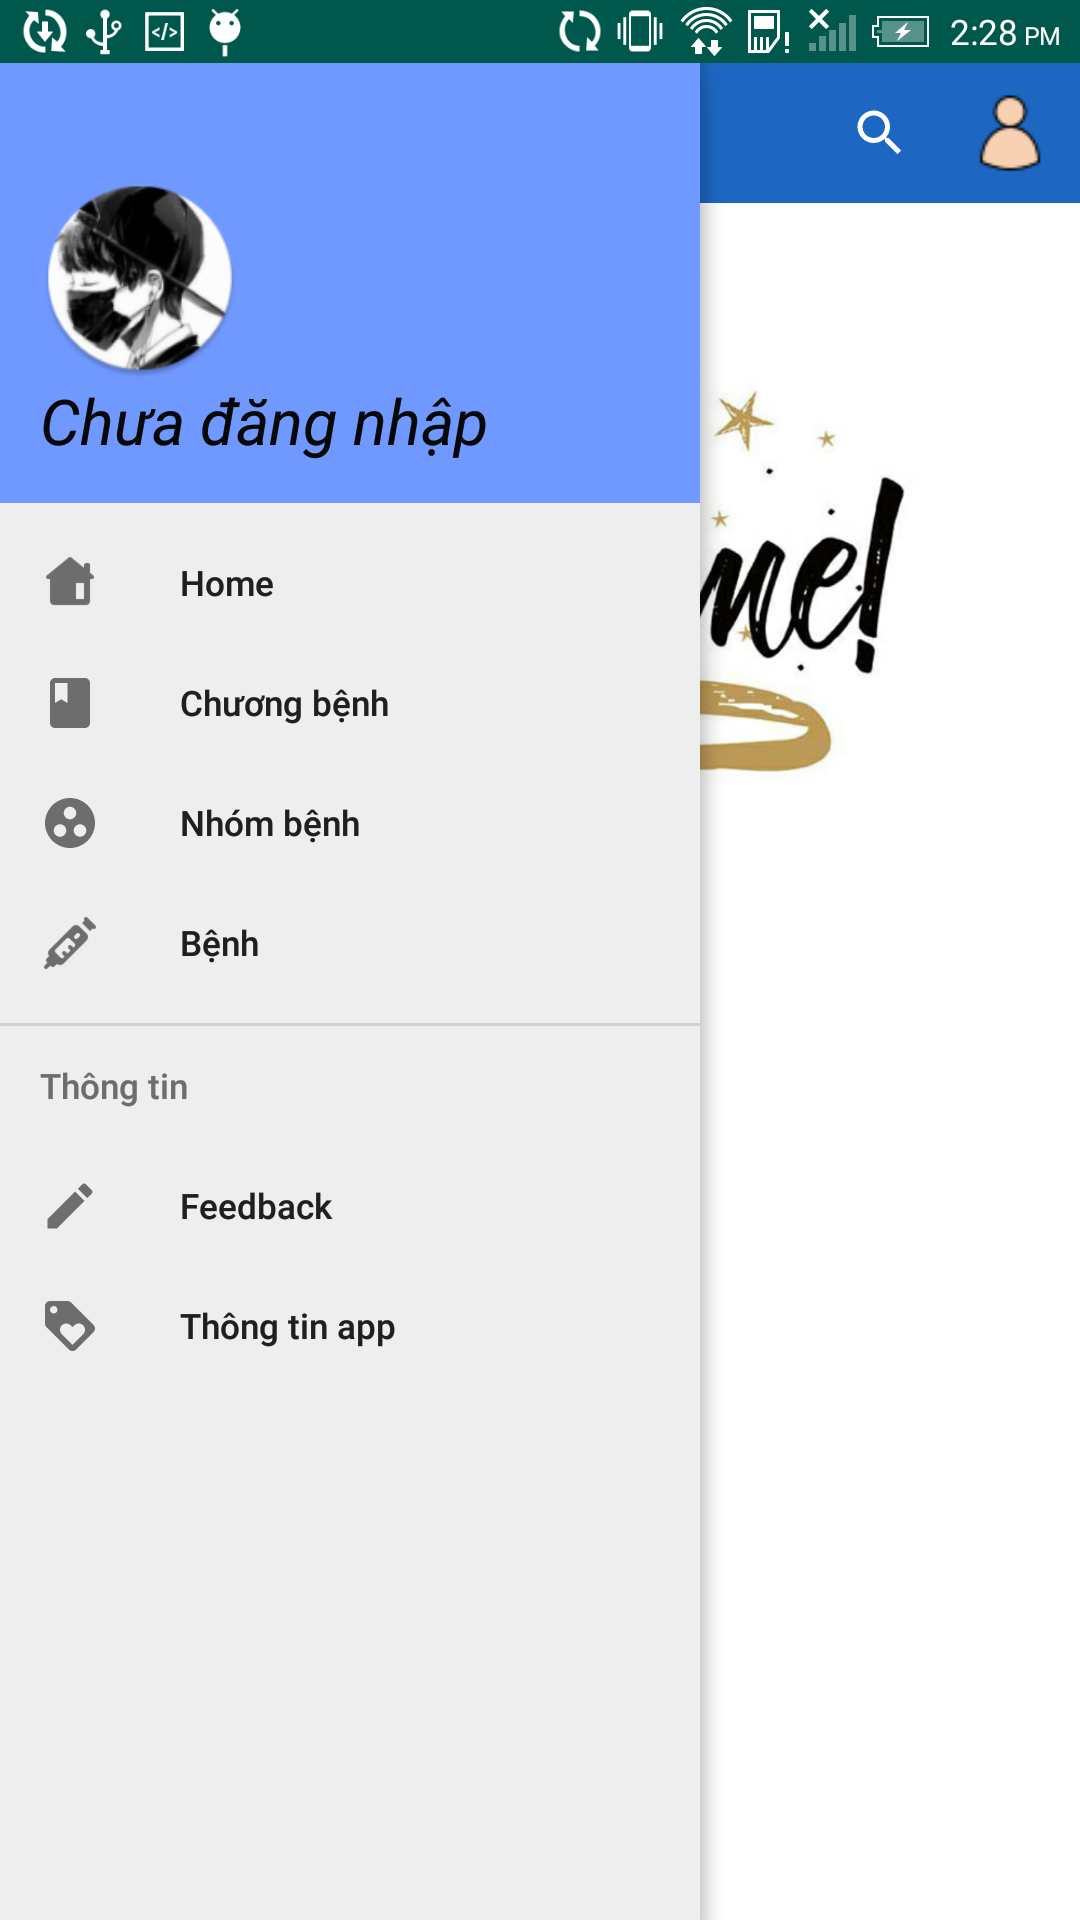 2:28 PM
Chưa đăng nhập
me!
Home
Chương bệnh
Nhóm bệnh
Bệnh
Thông tin
Feedback
Thông tin app